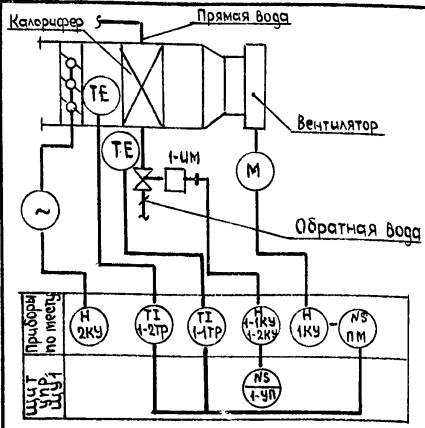 Калорифер
Прямая вода
TE
TE
1-ИМ
Вентилятор
M
~
Обратная вода
Приборы
по месту
H
2КУ
TI
1-2ТР
TI
1-1ТР
H
1-1КУ
1-2КУ
H
1КУ
NS
ПМ
ЩИТ
УПР
ЩУ1
NS
1-УП